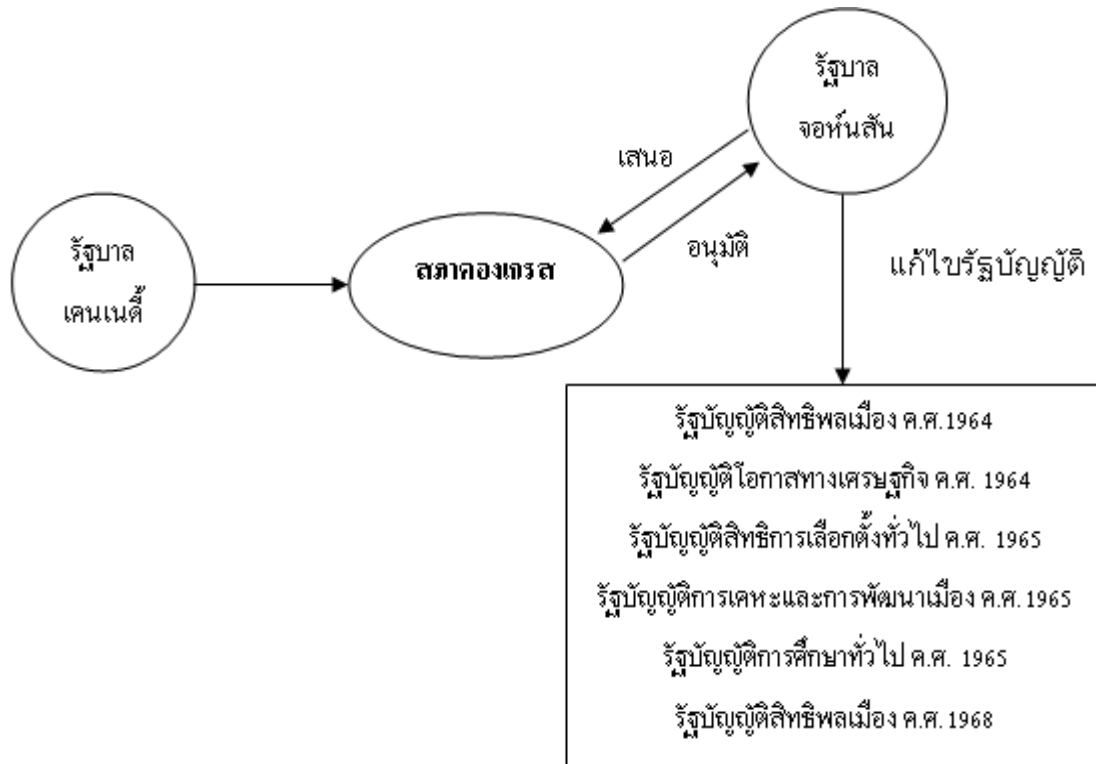 รัฐบาล
จอห์นสัน
เสนอ
อนุมัติ
รัฐบาล
เคนเนดี้
สภาคองเกรส
แก้ไขรัฐบัญญัติ
รัฐบัญญัติสิทธิพลเมือง ค.ศ.1964
รัฐบัญญัติโอกาสทางเศรษฐกิจ ค.ศ. 1964
รัฐบัญญัติสิทธิการเลือกตั้งทั่วไป ค.ศ. 1965
รัฐบัญญัติการเคหะและการพัฒนาเมือง ค.ศ.1965
รัฐบัญญัติการศึกษาทั่วไป ค.ศ. 1965
รัฐบัญญัติสิทธิพลเมือง ค.ศ.1968